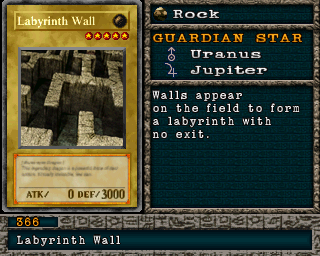 Labyrinth Wall
ATK/ 0 DEF/3000
Rock
GUARDIAN STAR
Uranus
Jupiter
Walls appear
on the field to form
a labyrinth with
no exit.
366
Labyrinth Wall